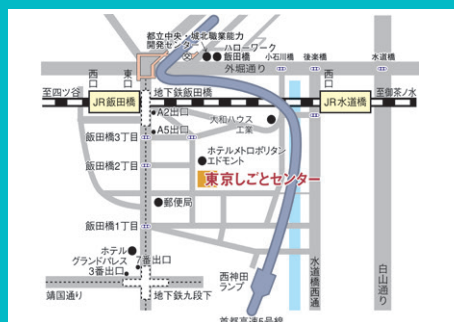 都立中央・城北職業能力
開発センター
ハローワーク
飯田橋
小石川橋
後楽橋
水道橋
外堀通り
至四ツ谷
西口
東口
地下鉄飯田橋
西口
至御茶ノ水
JR飯田橋
JR水道橋
A2出口
大和ハウス
工業
A5出口
飯田橋3丁目
ホテルメトロポリタン
エドモント
飯田橋2丁目
東京しごとセンター
郵便局
飯田橋1丁目
ホテル
グランドパレス
7番出口
3番出口
西神田
ランプ
水道橋西通
白山通り
靖国通り
地下鉄九段下
首都高速5号線